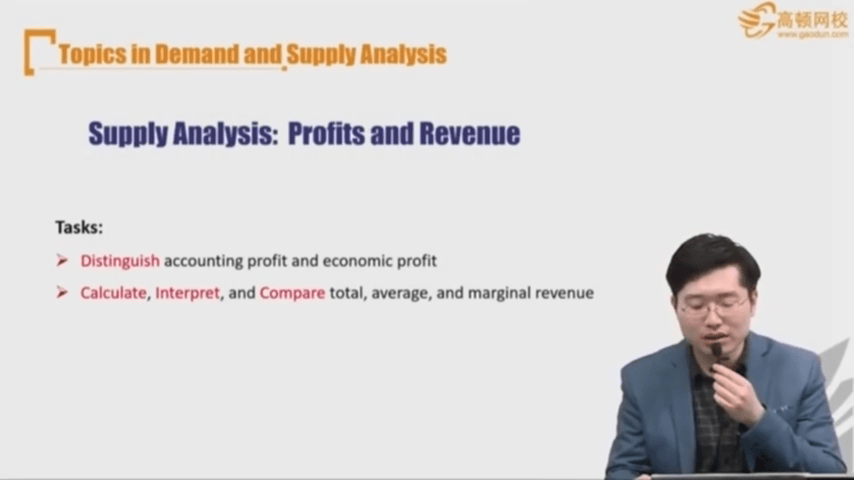 高顿网校
www.gaodun.com
Topics in Demand and Supply Analysis
Supply Analysis: Profits and Revenue
Tasks:
Distinguish accounting profit and economic profit
Calculate, Interpret, and Compare total, average, and marginal revenue